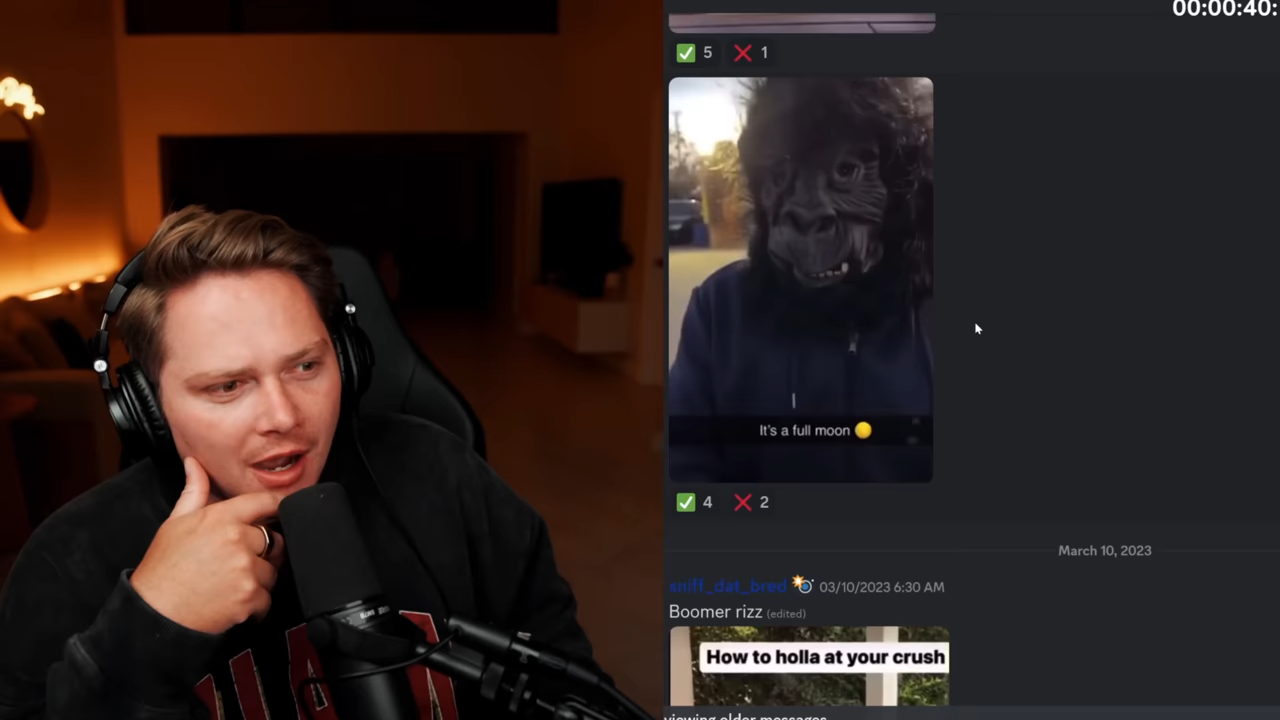 00:00:40:
5
1
It's a full moon
4
2
March 10, 2023
sniff_dat_bred 03/10/2023 6:30 AM
Boomer rizz (edited)
How to holla at your crush
viewing older messages